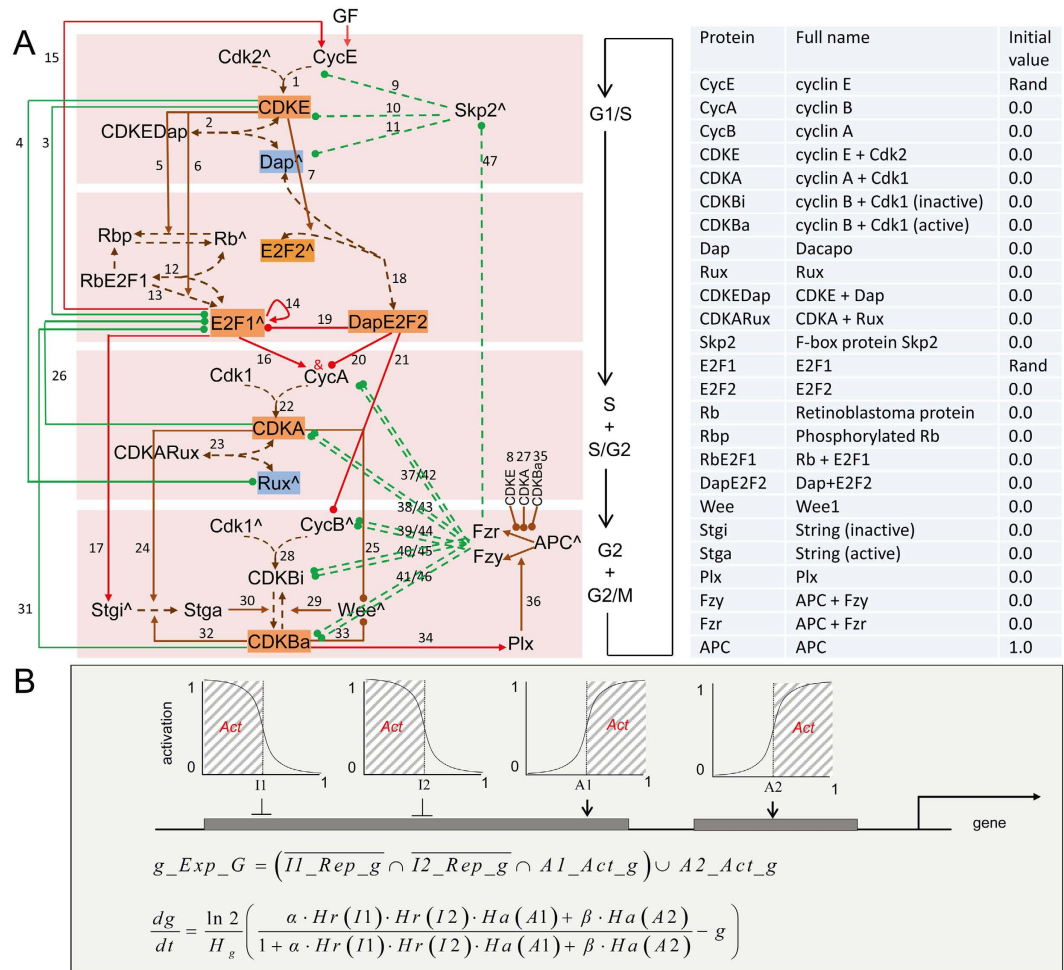 A
GF
15
Cdk2^ CycE
1
9
CDKE
10
Skp2^
CDKEDap
2
11
4
3
5
6
Dap^
7
47
Rbp
Rb^
E2F2^
RbE2F1
12
13
18
14
E2F1^
19
DapE2F2
16
&
20
21
26
Cdk1
CycA
22
CDKA
CDKARux
23
37/42
Rux^
38/43
8 27 35
CDKE
CDKA
CDKBa
Cdk1^ CycB^
39/44
Fzr
APC^
17
24
28
25
40/45
Fzy
CDKBi
41/46
Stgi^
Stga
30
29
Wee^
36
31
32
CDKBa
33
34
Plx
G1/S
S
+
S/G2
G2
+
G2/M
Protein Full name Initial
value
CycE cyclin E Rand
CycA cyclin B 0.0
CycB cyclin A 0.0
CDKE cyclin E + Cdk2 0.0
CDKA cyclin A + Cdk1 0.0
CDKBi cyclin B + Cdk1 (inactive) 0.0
CDKBa cyclin B + Cdk1 (active) 0.0
Dap Dacapo 0.0
Rux Rux 0.0
CDKEDap CDKE + Dap 0.0
CDKARux CDKA + Rux 0.0
Skp2 F-box protein Skp2 0.0
E2F1 E2F1 Rand
E2F2 E2F2 0.0
Rb Retinoblastoma protein 0.0
Rbp Phosphorylated Rb 0.0
RbE2F1 Rb + E2F1 0.0
DapE2F2 Dap+E2F2 0.0
Wee Wee1 0.0
Stgi String (inactive) 0.0
Stga String (active) 0.0
Plx Plx 0.0
Fzy APC + Fzy 0.0
Fzr APC + Fzr 0.0
APC APC 1.0
B
activation
1 Act 0 I1 1
1 Act 0 I2 1
1 Act 0 A1 1
1 Act 0 A2 1
gene
g_Exp_G = (\overline{I1_Rep_g} ∩ \overline{I2_Rep_g} ∩ A1_Act_g) ∪ A2_Act_g
dg/dt = ln 2/H_g (α·Hr(I1)·Hr(I2)·Ha(A1)+β·Ha(A2) / 1+α·Hr(I1)·Hr(I2)·Ha(A1)+β·Ha(A2) − g)